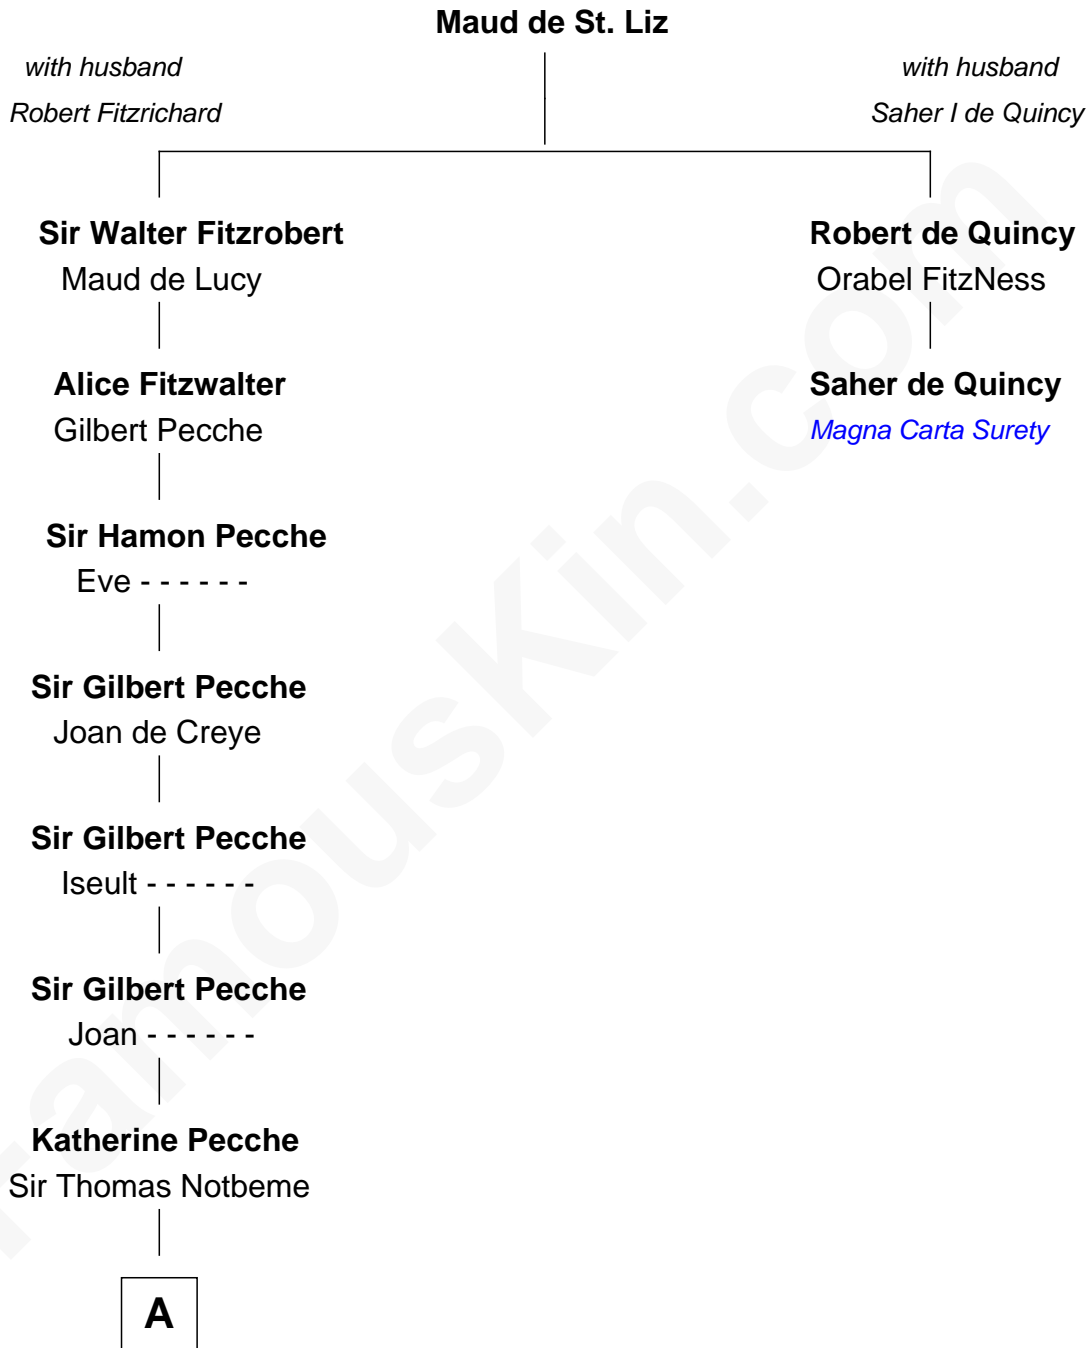 Maud de St. Liz
with husband
Robert Fitzrichard
with husband
Saher I de Quincy
Sir Walter Fitzrobert
Maud de Lucy
Robert de Quincy
Orabel FitzNess
Alice Fitzwalter
Gilbert Pecche
Saher de Quincy
Magna Carta Surety
Sir Hamon Pecche
Eve - - - - - -
Sir Gilbert Pecche
Joan de Creye
Sir Gilbert Pecche
Iseult - - - - - -
Sir Gilbert Pecche
Joan - - - - - -
Katherine Pecche
Sir Thomas Notbeme
A
FamousKin.com